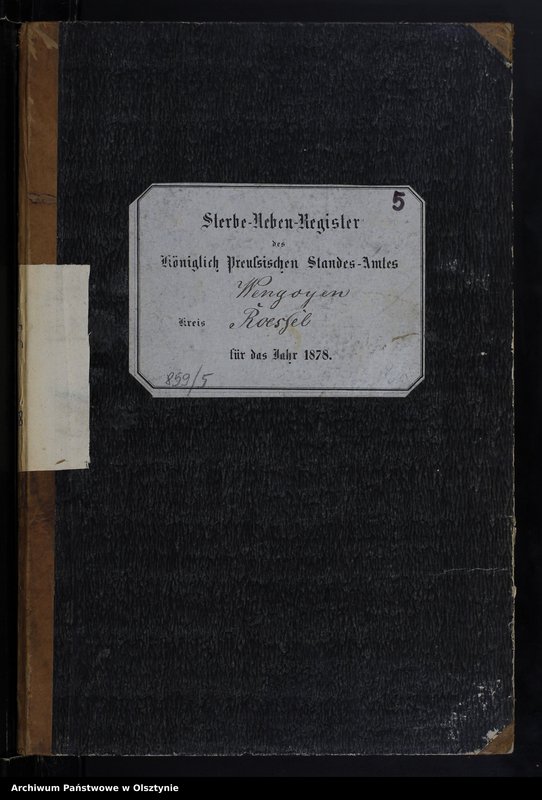 5
Sterbe-Neben-Register
des
Königlich Preußischen Standes-Amtes
Wengoyen
Kreis Roessel
für das Jahr 1878.
859/5
Archiwum Państwowe w Olsztynie